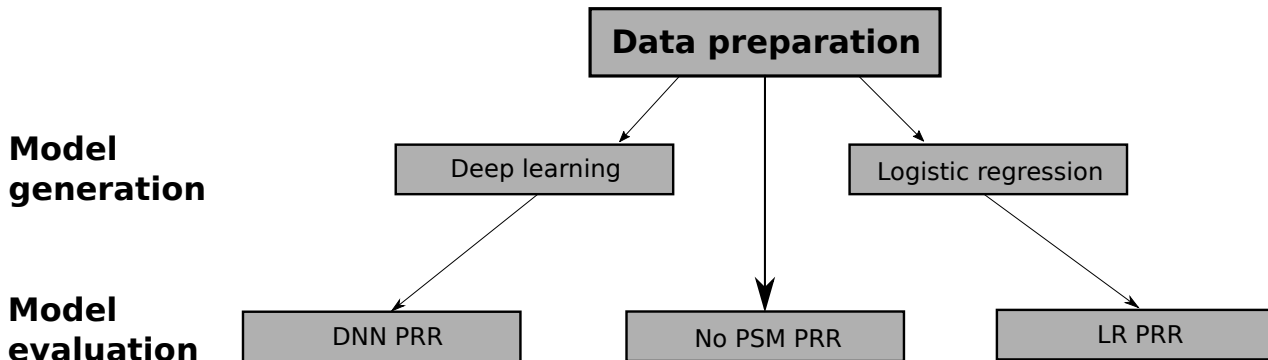 Data preparation
Model
generation
Deep learning
Logistic regression
Model
evaluation
DNN PRR
No PSM PRR
LR PRR